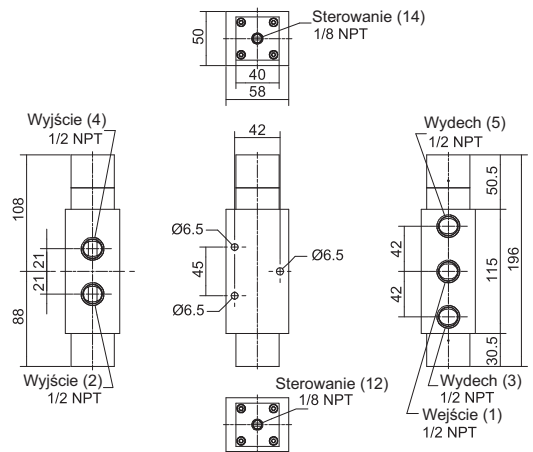 Sterowanie (14)
1/8 NPT
50
40
58
Wyjście (4)
1/2 NPT
108
21
21
88
Wyjście (2)
1/2 NPT
42
Ø6.5
45
Ø6.5
Ø6.5
Wydech (5)
1/2 NPT
50.5
42
42
115
196
30.5
Wydech (3)
1/2 NPT
Wejście (1)
1/2 NPT
Sterowanie (12)
1/8 NPT